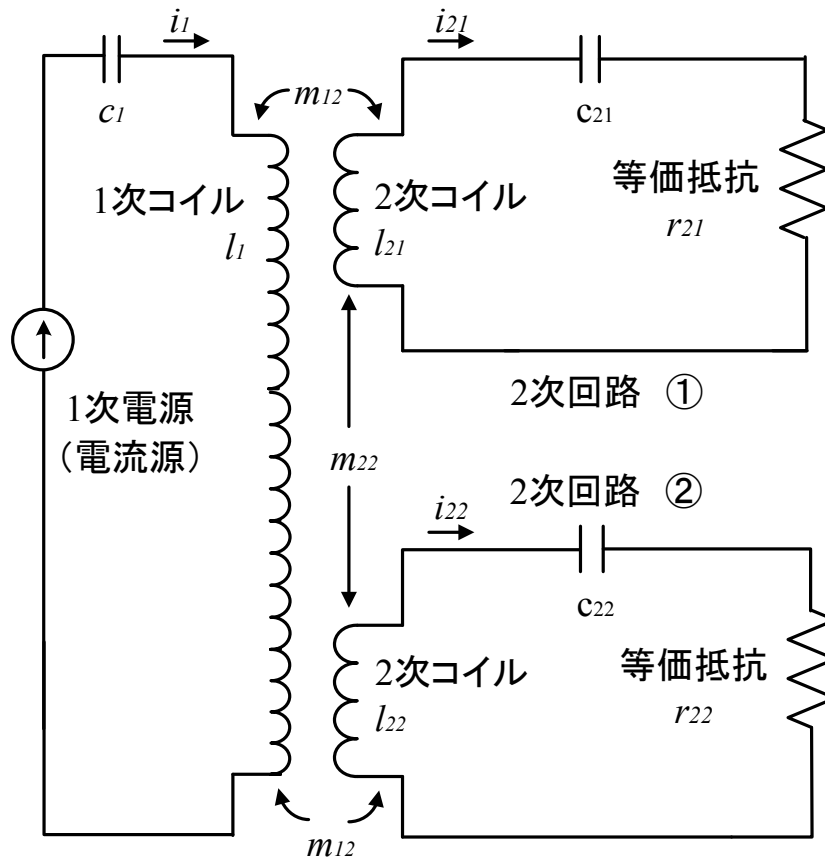 i1
i21
m12
c1
c21
1次コイル
l1
2次コイル
l21
等価抵抗
r21
1次電源
（電流源）
2次回路 ①
m22
2次回路 ②
i22
c22
2次コイル
l22
等価抵抗
r22
m12